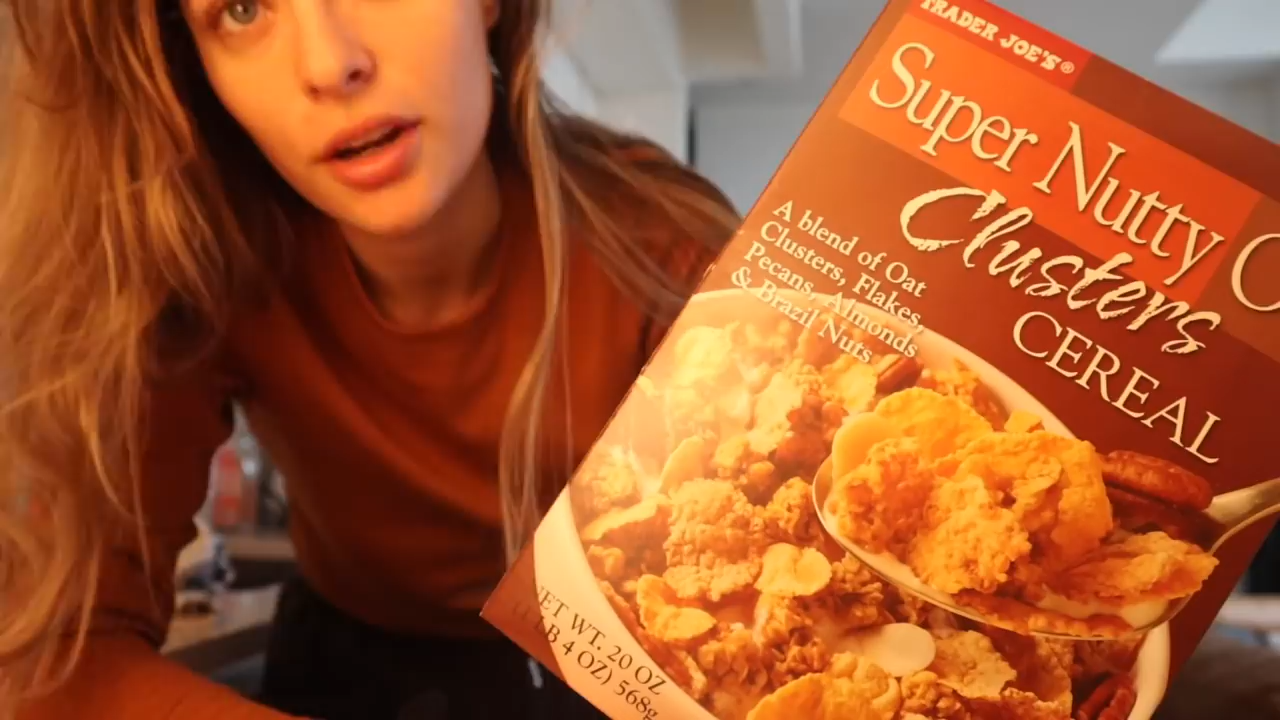 TRADER JOE'S®
Super Nutty
Clusters
CEREAL
A blend of Oat
Clusters, Flakes,
Pecans, Almonds
& Brazil Nuts
NET WT. 20 OZ
(1 LB 4 OZ) 568g